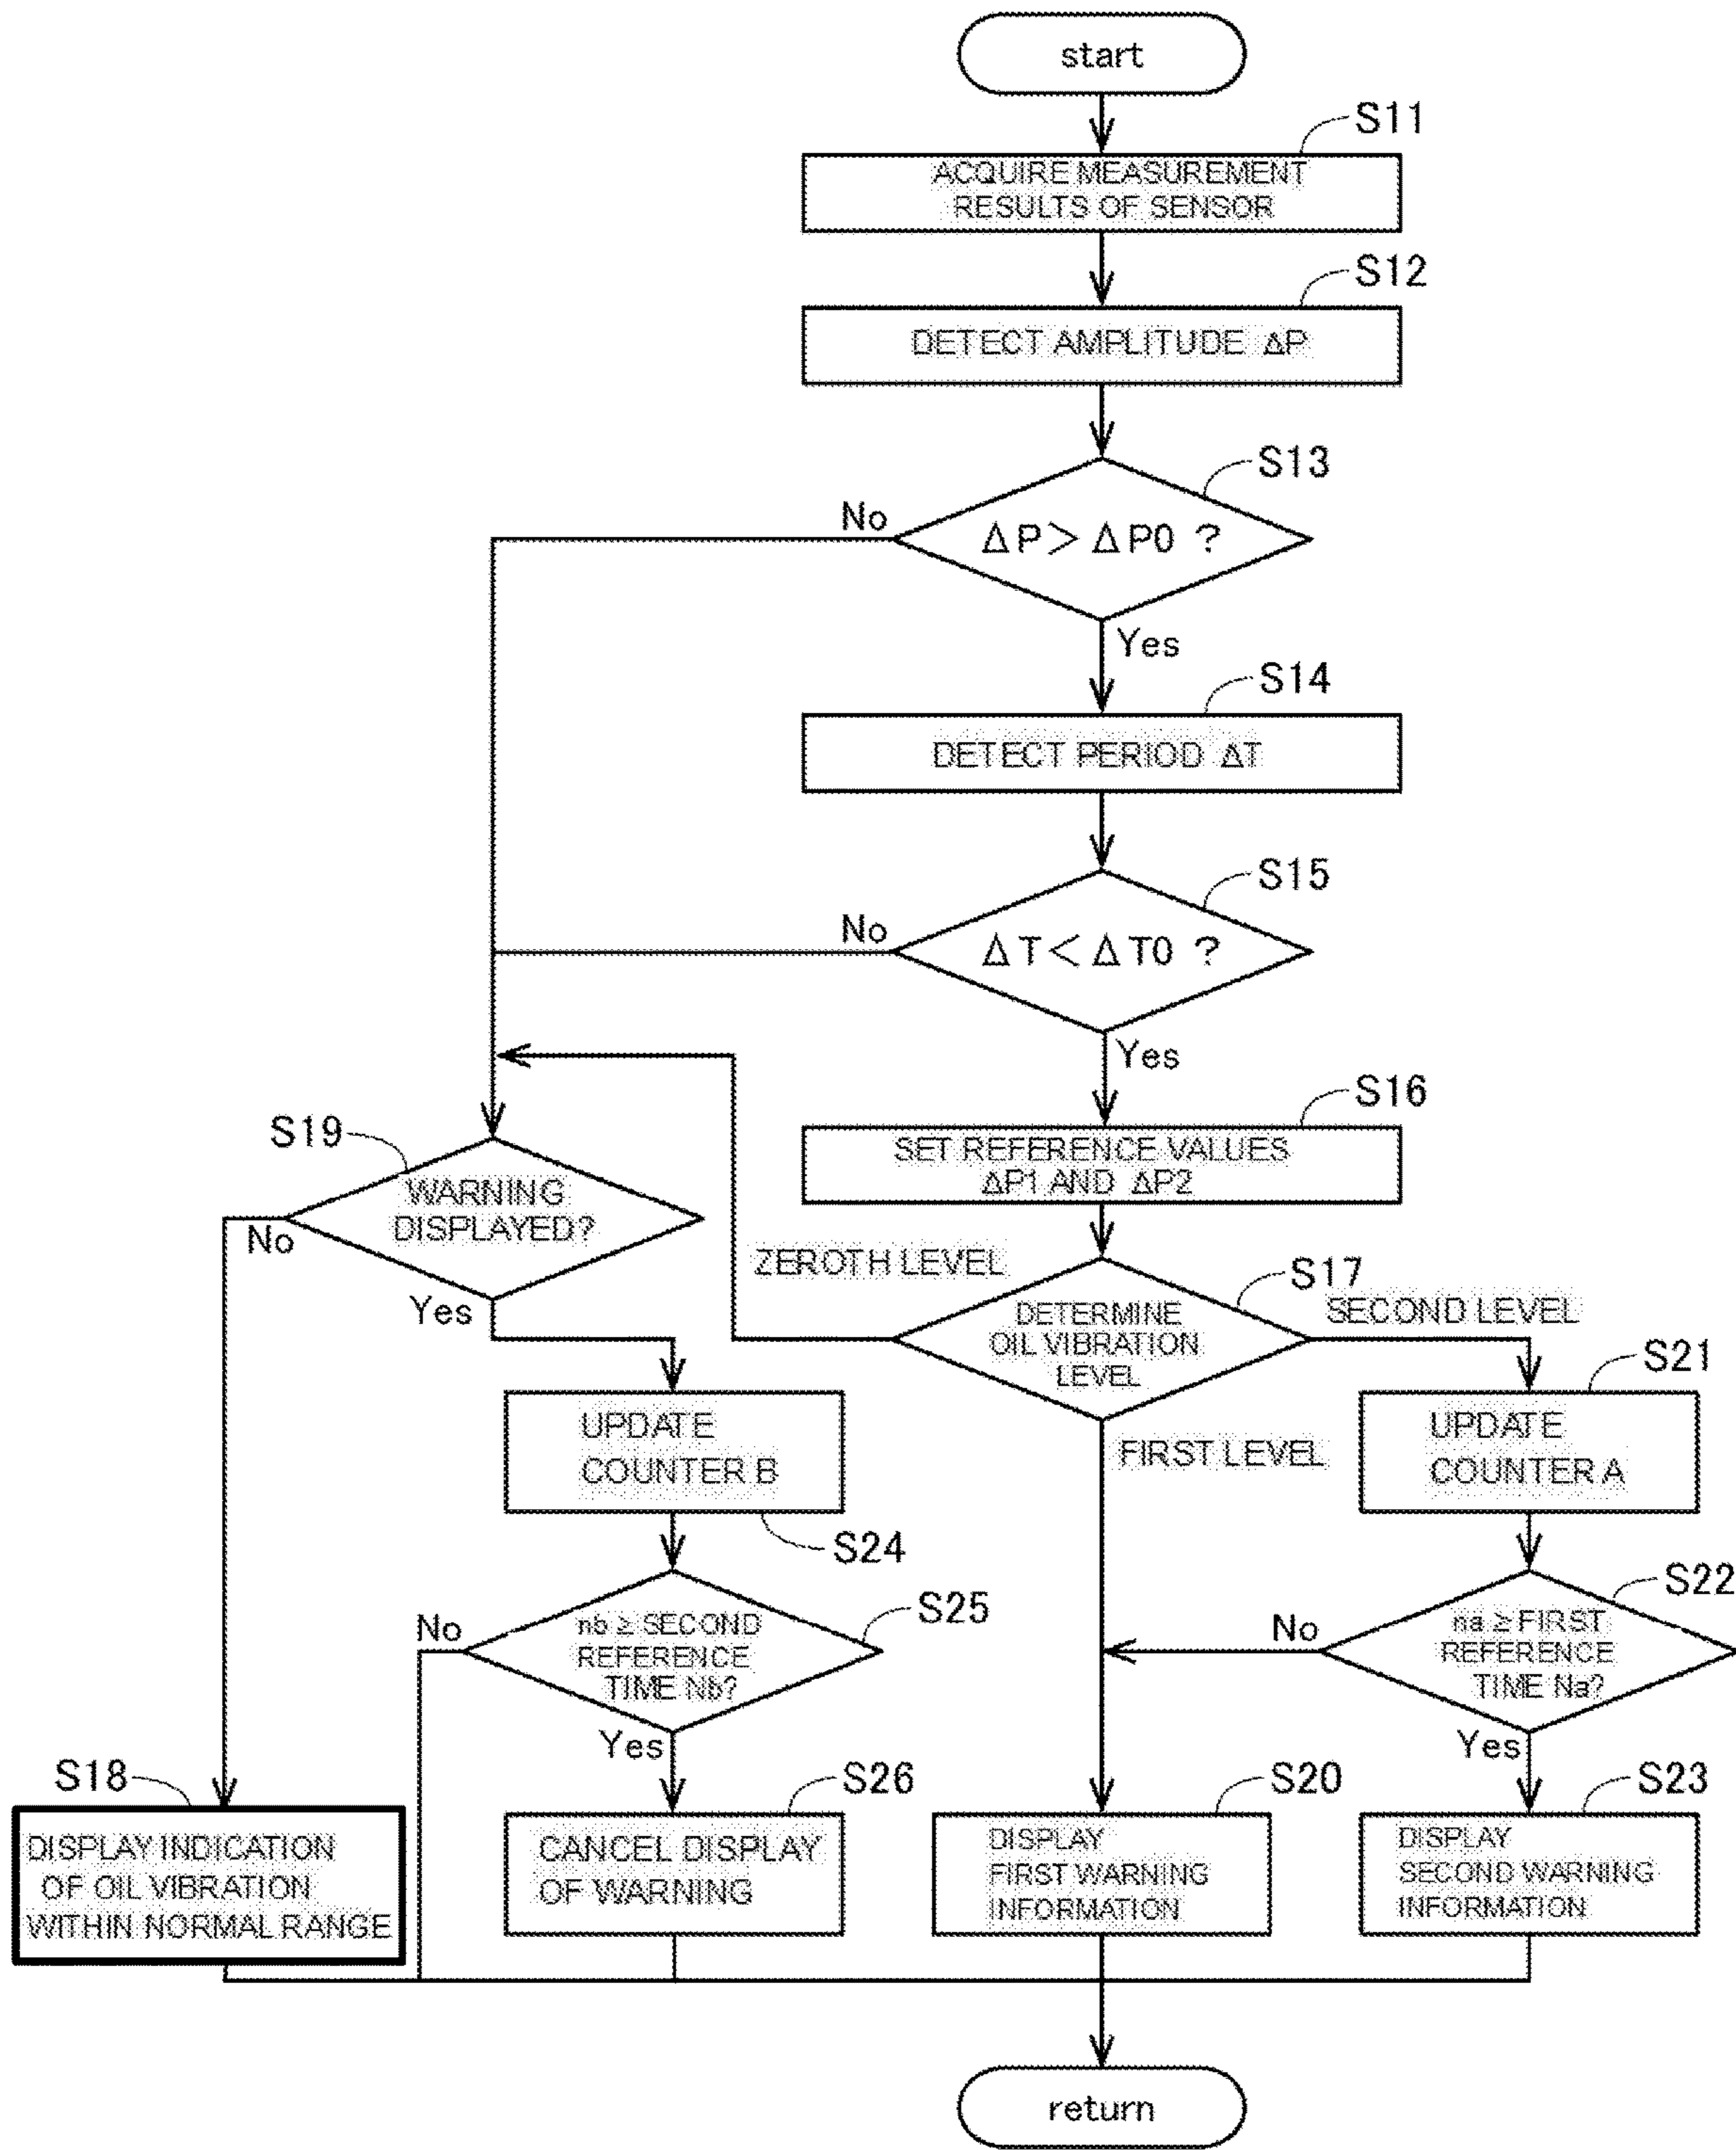 start
S11
ACQUIRE MEASUREMENT
RESULTS OF SENSOR
S12
DETECT AMPLITUDE ΔP
S13
ΔP > ΔP0 ?
No
Yes
S14
DETECT PERIOD ΔT
S15
ΔT < ΔT0 ?
No
Yes
S16
SET REFERENCE VALUES
ΔP1 AND ΔP2
S19
WARNING
DISPLAYED?
No
Yes
ZEROTH LEVEL
S17
DETERMINE
OIL VIBRATION
LEVEL
SECOND LEVEL
FIRST LEVEL
S21
UPDATE
COUNTER A
UPDATE
COUNTER B
S24
S25
nb ≥ SECOND
REFERENCE
TIME Nb?
No
Yes
S22
na ≥ FIRST
REFERENCE
TIME Na?
No
Yes
S18
DISPLAY INDICATION
OF OIL VIBRATION
WITHIN NORMAL RANGE
S26
CANCEL DISPLAY
OF WARNING
S20
DISPLAY
FIRST WARNING
INFORMATION
S23
DISPLAY
SECOND WARNING
INFORMATION
return